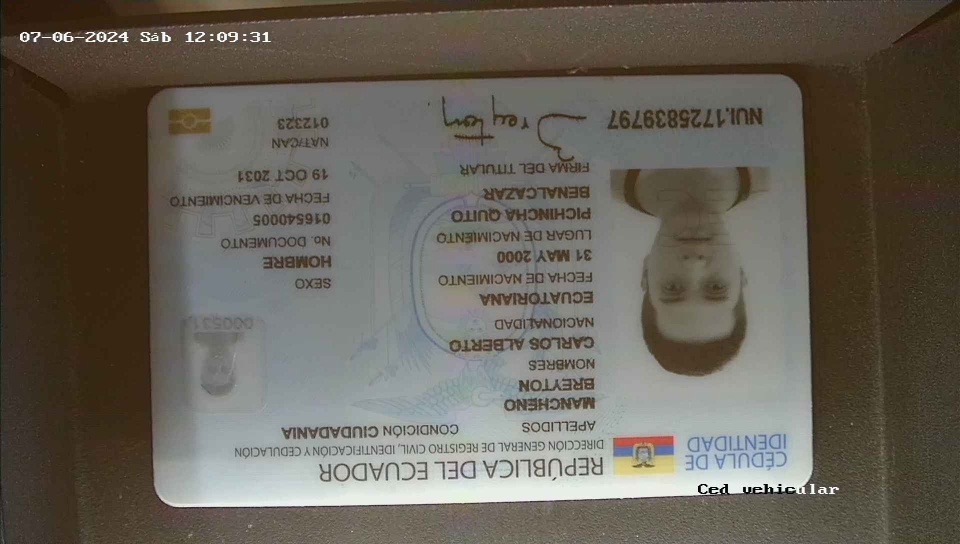 07-06-2024 Sáb 12:09:31
CÉDULA DE IDENTIDAD
REPÚBLICA DEL ECUADOR
DIRECCIÓN GENERAL DE REGISTRO CIVIL, IDENTIFICACIÓN Y CEDULACIÓN
APELLIDOS
CONDICIÓN CIUDADANIA
MANCHENO
BREYTON
NOMBRES
CARLOS ALBERTO
NACIONALIDAD
ECUATORIANA
FECHA DE NACIMIENTO
31 MAY 2000
LUGAR DE NACIMIENTO
PICHINCHA QUITO
BENALCAZAR
FIRMA DEL TITULAR
Breyton
SEXO
HOMBRE
No. DOCUMENTO
016540005
FECHA DE VENCIMIENTO
19 OCT 2031
NAT/CAN
012323
NUI.1725839797
Ced vehicular